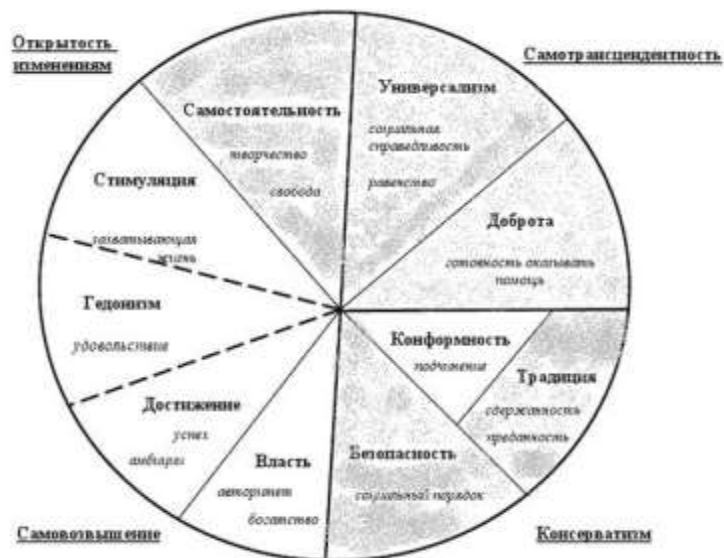 Открытость
изменениям
Самотрансцендентность
Универсализм
социальная
справедливость
равенство
Самостоятельность
творчество
свобода
Стимуляция
захватывающая
жизнь
Доброта
готовность оказывать
помощь
Гедонизм
удовольствие
Конформность
подчинение
Традиция
сдержанность
преданность
Достижение
успех
амбиции
Власть
авторитет
богатство
Безопасность
социальный порядок
Самовозвышение
Консерватизм